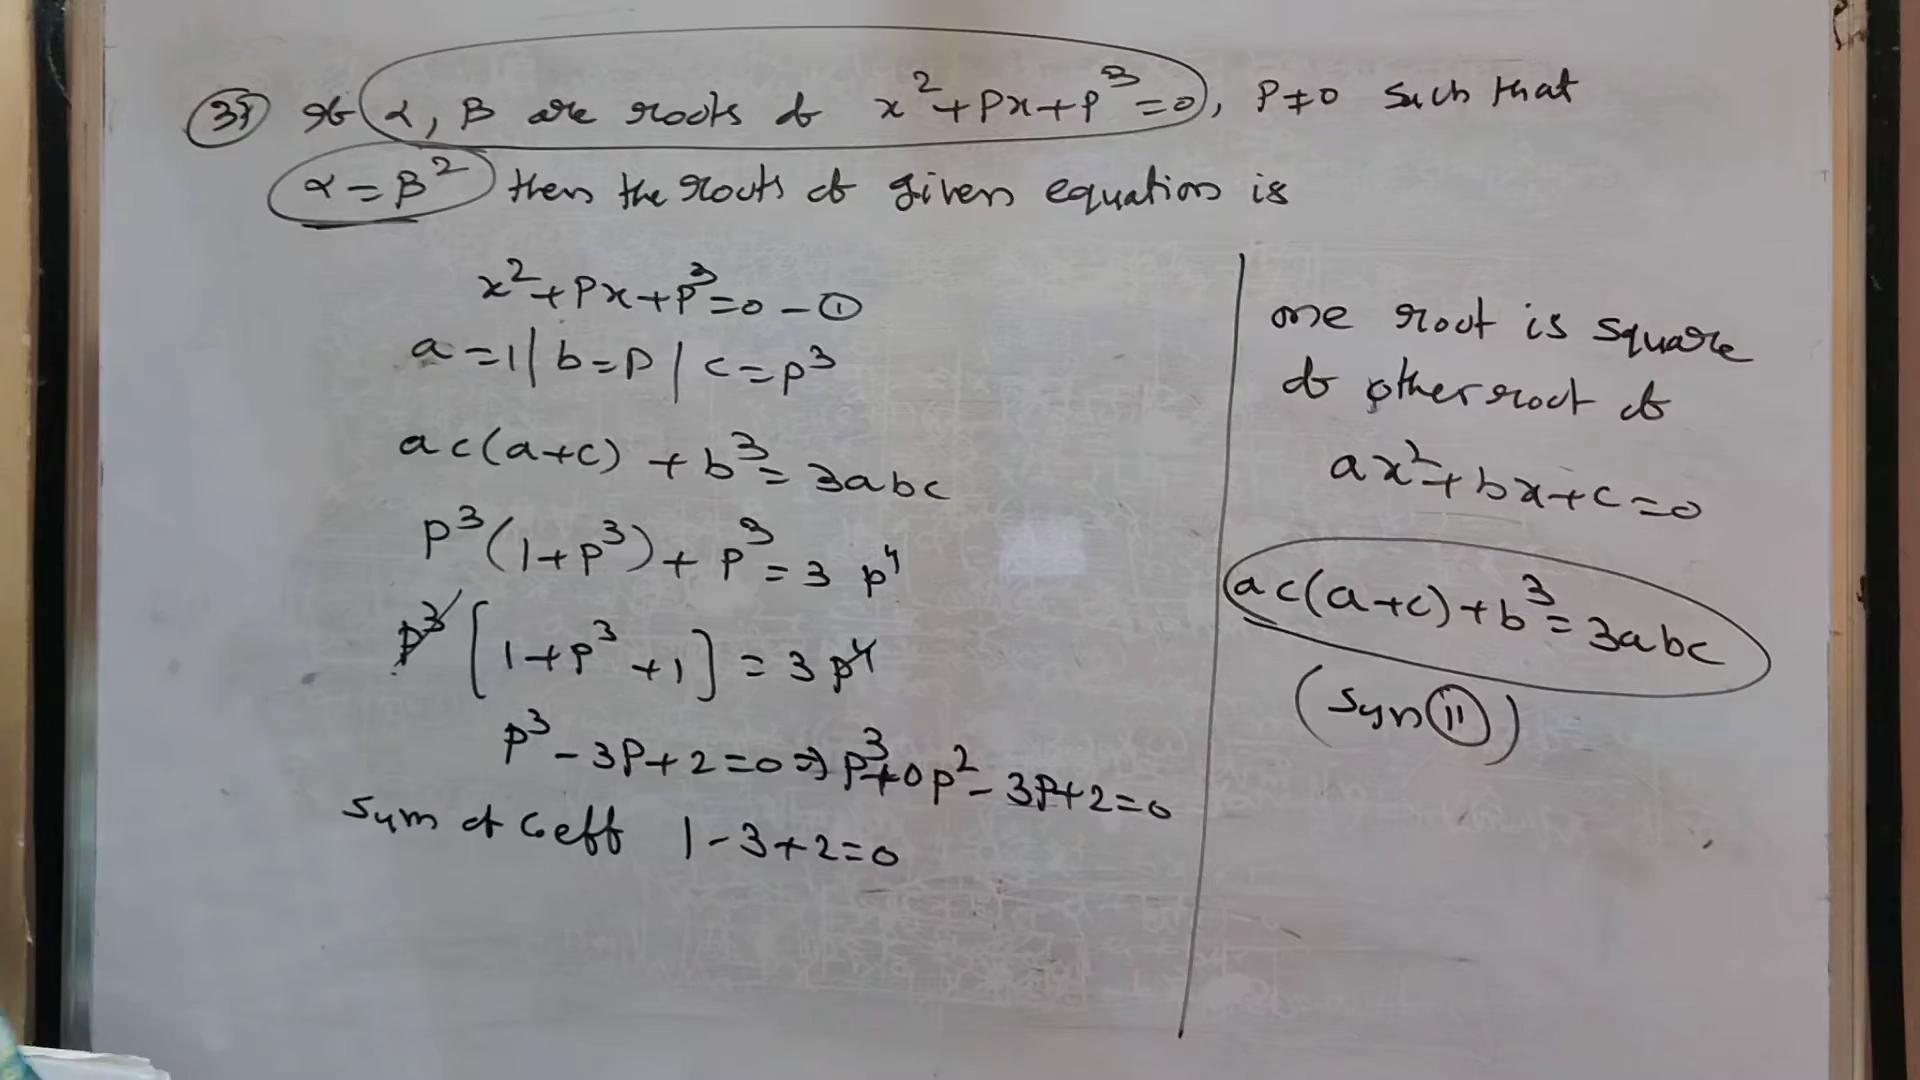 37 If α, β are roots of x²+px+p³=0, p≠0 such that
α=β² then the roots of given equation is
x²+px+p³=0 - ①
a=1 | b=p | c=p³
ac(a+c)+b³=3abc
p³(1+p³)+p³=3 p⁴
p³[1+p³+1]=3p⁴
p³-3p+2=0⇒p³+0p²-3p+2=0
Sum of Coeff 1-3+2=0
one root is square
of other root of
ax²+bx+c=0
ac(a+c)+b³=3abc
(Syn ⑪)